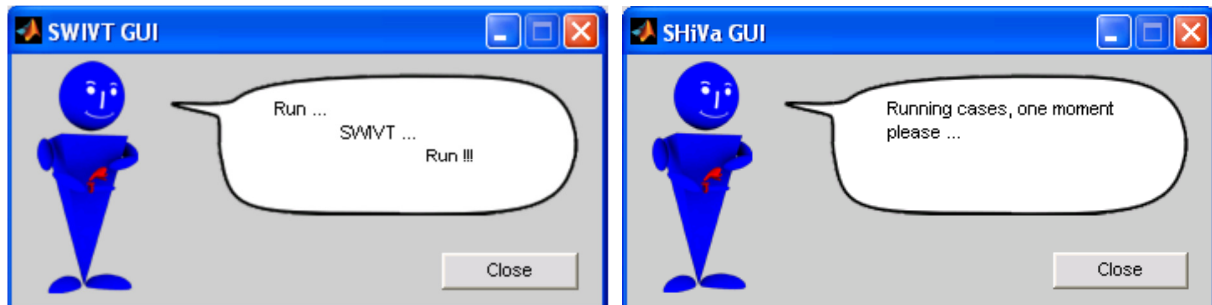 SWIVT GUI
Run ...
SWIVT ...
Run !!!
Close
SHiVa GUI
Running cases, one moment
please ...
Close